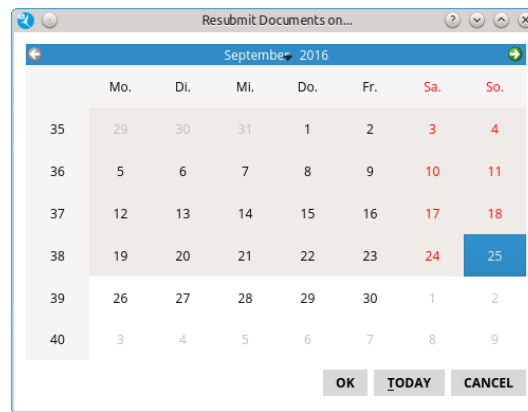 Resubmit Documents on...
September 2016
Mo. Di. Mi. Do. Fr. Sa. So.
35 29 30 31 1 2 3 4
36 5 6 7 8 9 10 11
37 12 13 14 15 16 17 18
38 19 20 21 22 23 24 25
39 26 27 28 29 30 1 2
40 3 4 5 6 7 8 9
OK TODAY CANCEL